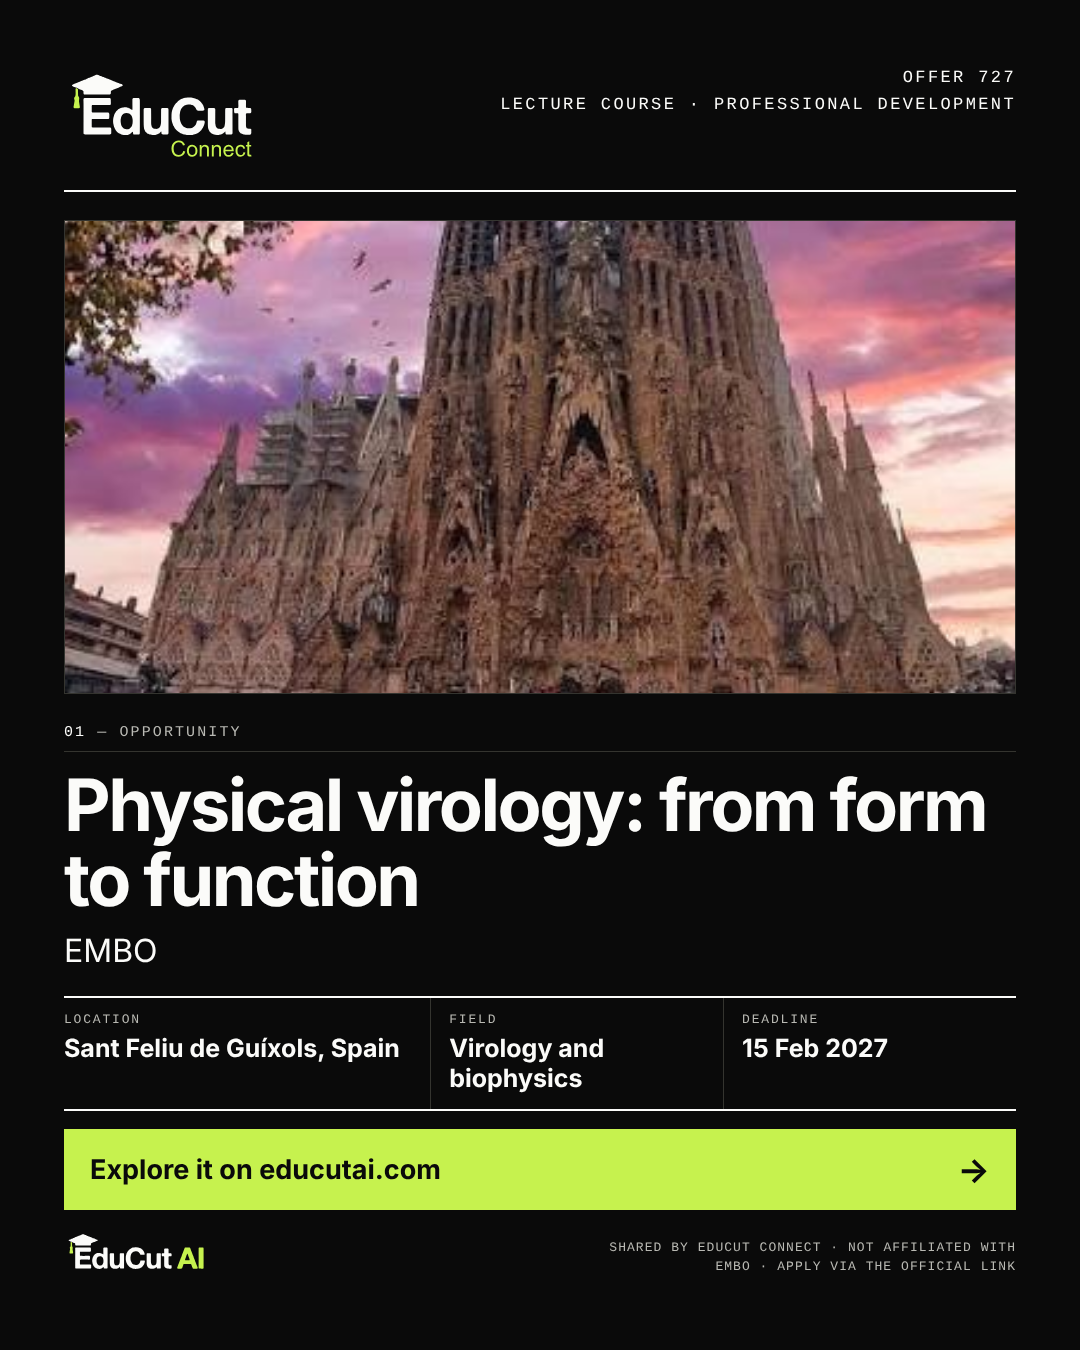 EduCut
Connect
OFFER 727
LECTURE COURSE · PROFESSIONAL DEVELOPMENT
01 — OPPORTUNITY
Physical virology: from form
to function
EMBO
LOCATION
Sant Feliu de Guíxols, Spain
FIELD
Virology and
biophysics
DEADLINE
15 Feb 2027
Explore it on educutai.com →
EduCut AI
SHARED BY EDUCUT CONNECT · NOT AFFILIATED WITH
EMBO · APPLY VIA THE OFFICIAL LINK